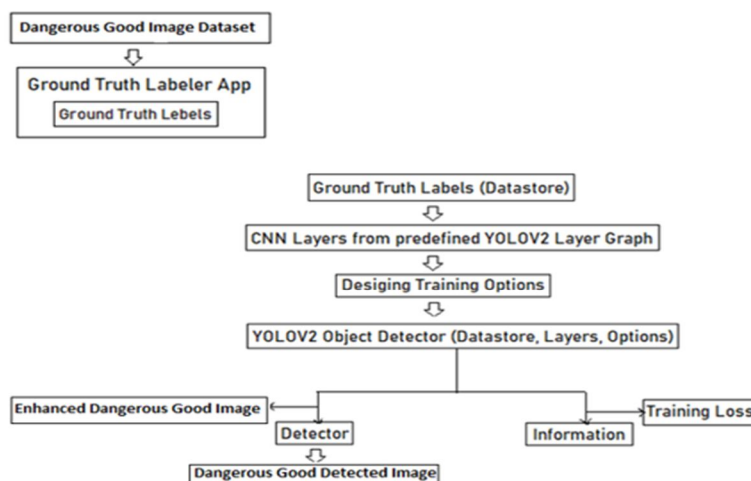 Dangerous Good Image Dataset
Ground Truth Labeler App
Ground Truth Lebels
Ground Truth Labels (Datastore)
CNN Layers from predefined YOLOV2 Layer Graph
Desiging Training Options
YOLOV2 Object Detector (Datastore, Layers, Options)
Enhanced Dangerous Good Image
Training Loss
Detector
Information
Dangerous Good Detected Image